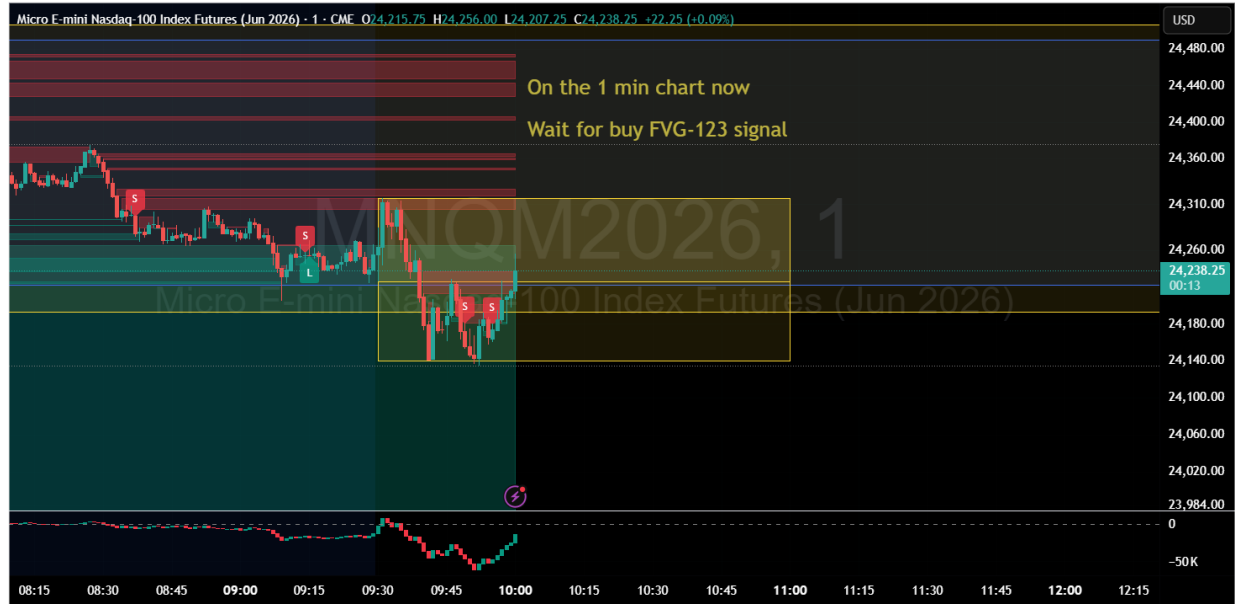 Micro E-mini Nasdaq-100 Index Futures (Jun 2026) · 1 · CME O24,215.75 H24,256.00 L24,207.25 C24,238.25 +22.25 (+0.09%)
USD
24,480.00
On the 1 min chart now
24,440.00
24,400.00
Wait for buy FVG-123 signal
24,360.00
S
24,310.00
MNQM2026, 1
S
24,260.00
L
24,238.25
00:13
Micro E-mini Nasdaq-100 Index Futures (Jun 2026)
S
S
24,180.00
24,140.00
24,100.00
24,060.00
24,020.00
23,984.00
0
−50K
08:15 08:30 08:45 09:00 09:15 09:30 09:45 10:00 10:15 10:30 10:45 11:00 11:15 11:30 11:45 12:00 12:15